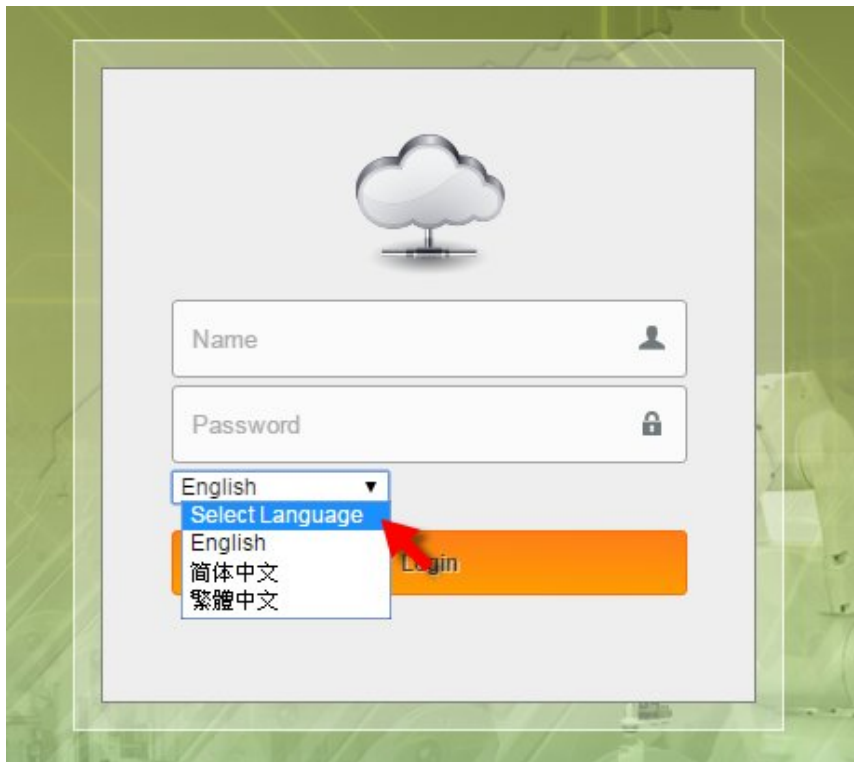 Name
Password
English
Select Language
English
简体中文
繁體中文
Login